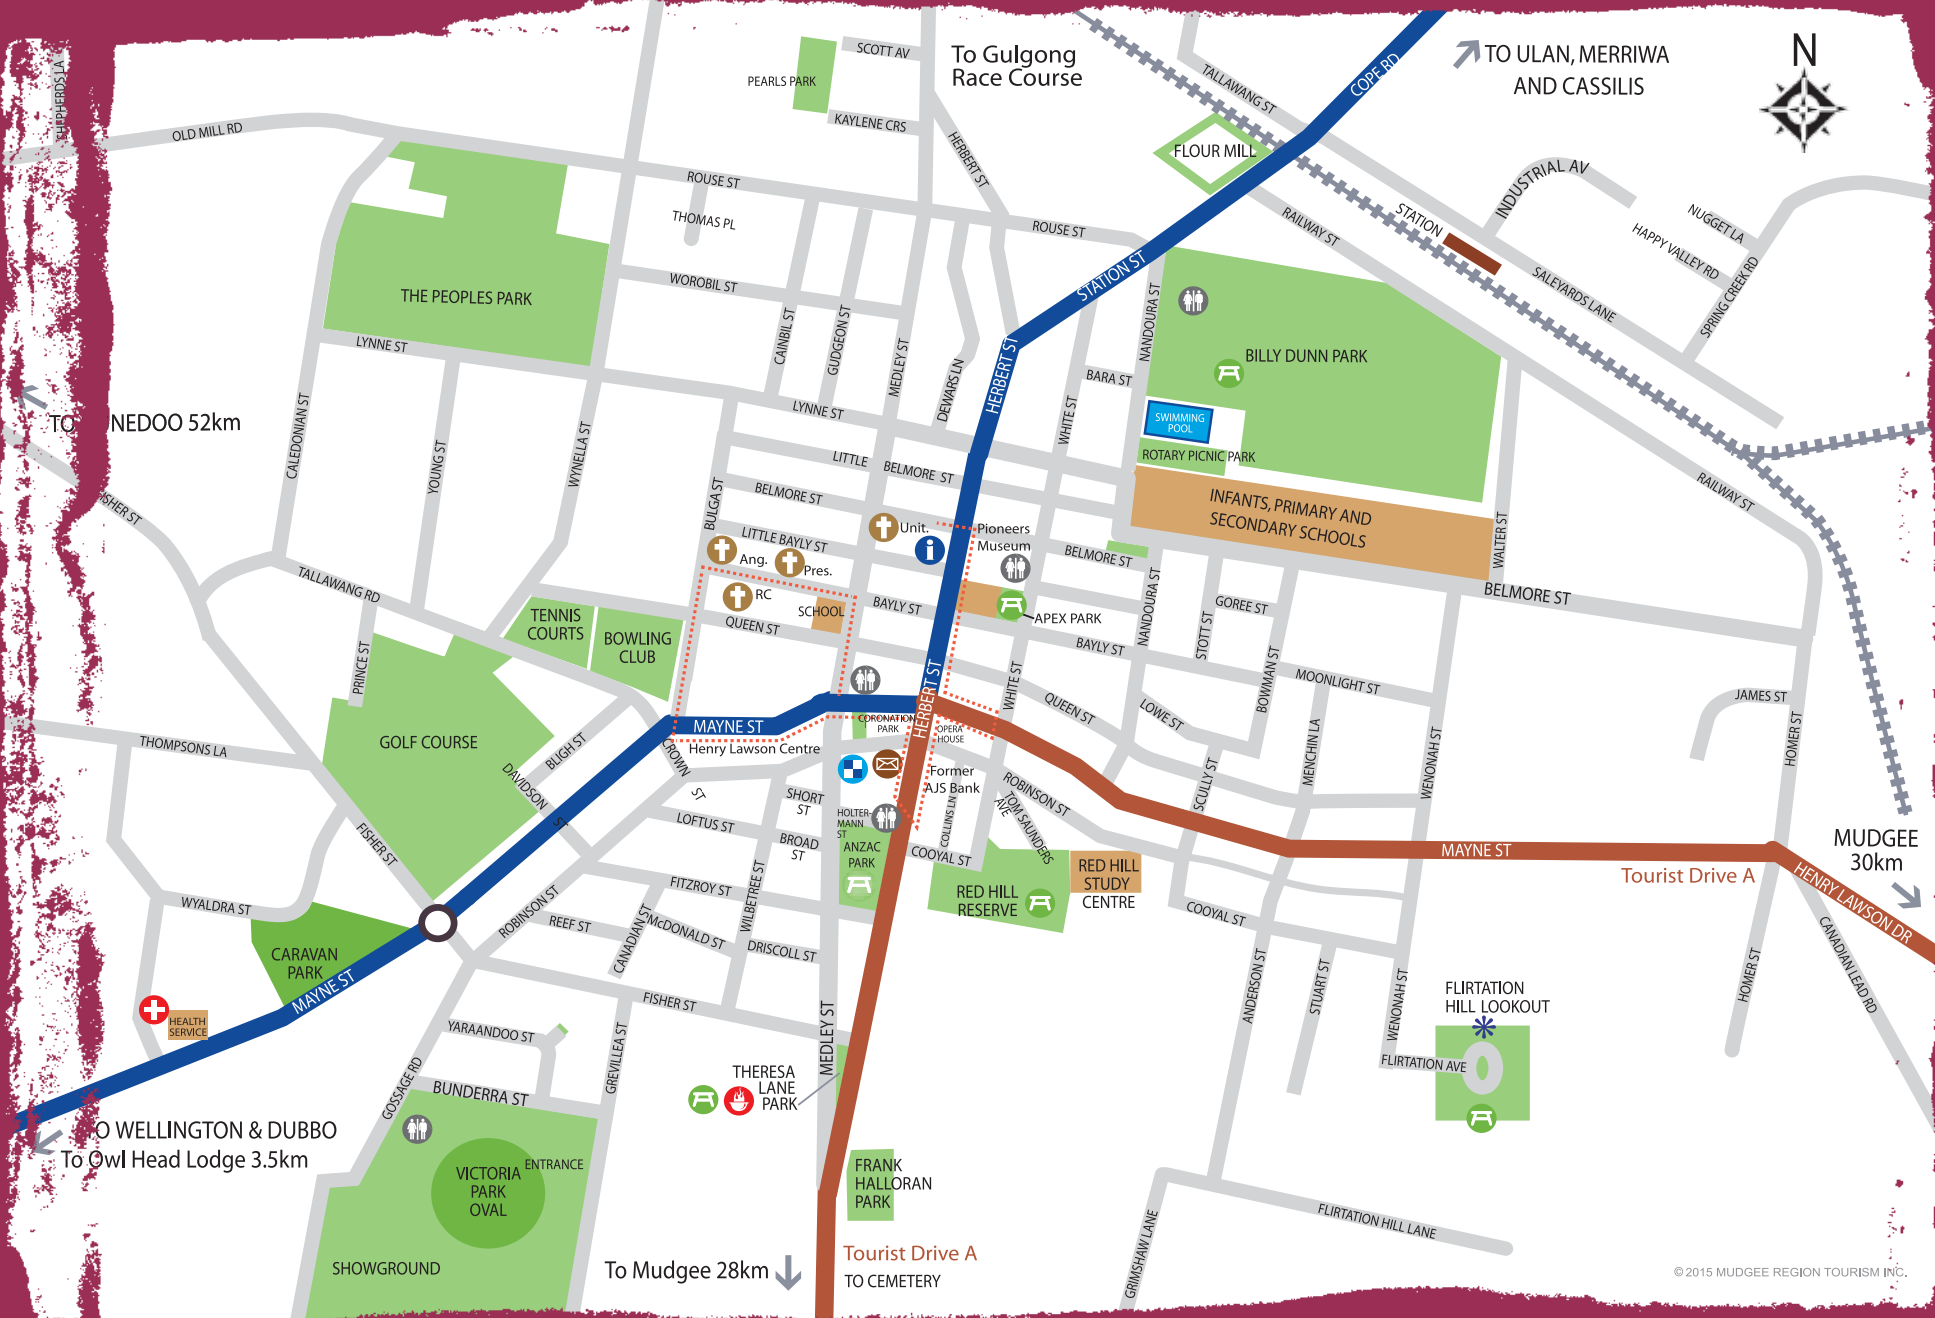 SCOTT AV
PEARLS PARK
KAYLENE CRS
To Gulgong
Race Course
HERBERT ST
TALLAWANG ST
COPE RD
TO ULAN, MERRIWA
AND CASSILIS
N
SHEPHERDS LA
OLD MILL RD
FLOUR MILL
INDUSTRIAL AV
STATION
NUGGET LA
HAPPY VALLEY RD
SPRING CREEK RD
SALEYARDS LANE
RAILWAY ST
ROUSE ST
THOMAS PL
ROUSE ST
STATION ST
WOROBIL ST
THE PEOPLES PARK
LYNNE ST
CAINBIL ST
GUDGEON ST
MEDLEY ST
DEWARS LN
HERBERT ST
NANDOURA ST
BILLY DUNN PARK
BARA ST
WHITE ST
SWIMMING
POOL
ROTARY PICNIC PARK
TO
NEDOO 52km
CALEDONIAN ST
YOUNG ST
WYNELLA ST
LYNNE ST
LITTLE BELMORE ST
BELMORE ST
BULGA ST
LITTLE BAYLY ST
Unit.
i
Pioneers
Museum
Ang.
Pres.
RC
SCHOOL
BAYLY ST
QUEEN ST
BELMORE ST
APEX PARK
BAYLY ST
INFANTS, PRIMARY AND
SECONDARY SCHOOLS
WALTER ST
RAILWAY ST
BELMORE ST
GOREE ST
NANDOURA ST
STOTT ST
BOWMAN ST
MOONLIGHT ST
JAMES ST
HOMER ST
FISHER ST
TALLAWANG RD
PRINCE ST
TENNIS
COURTS
BOWLING
CLUB
GOLF COURSE
THOMPSONS LA
BLIGH ST
DAVIDSON
ST
CROWN
ST
MAYNE ST
Henry Lawson Centre
CORONATION
PARK
HERBERT ST
OPERA
HOUSE
WHITE ST
QUEEN ST
LOWE ST
MENCHIN LA
WENONAH ST
SCULLY ST
Former
AJS Bank
ROBINSON ST
TOM SAUNDERS
AVE
COLLINS LN
COOYAL ST
SHORT
ST
HOLTER-
MANN
ST
BROAD
ST
ANZAC
PARK
LOFTUS ST
FITZROY ST
WILBETREE ST
FISHER ST
ROBINSON ST
REEF ST
CANADIAN ST
McDONALD ST
DRISCOLL ST
RED HILL
RESERVE
RED HILL
STUDY
CENTRE
MAYNE ST
Tourist Drive A
MUDGEE
30km
HENRY LAWSON DR
COOYAL ST
CANADIAN LEAD RD
HOMER ST
WYALDRA ST
CARAVAN
PARK
MAYNE ST
HEALTH
SERVICE
FISHER ST
YARAANDOO ST
GREVILLEA ST
GOSSAGE RD
BUNDERRA ST
MEDLEY ST
THERESA
LANE
PARK
ANDERSON ST
STUART ST
WENONAH ST
FLIRTATION
HILL LOOKOUT
FLIRTATION AVE
O WELLINGTON & DUBBO
To Owl Head Lodge 3.5km
VICTORIA
PARK
OVAL
ENTRANCE
SHOWGROUND
FRANK
HALLORAN
PARK
To Mudgee 28km
Tourist Drive A
TO CEMETERY
GRIMSHAW LANE
FLIRTATION HILL LANE
© 2015 MUDGEE REGION TOURISM INC.